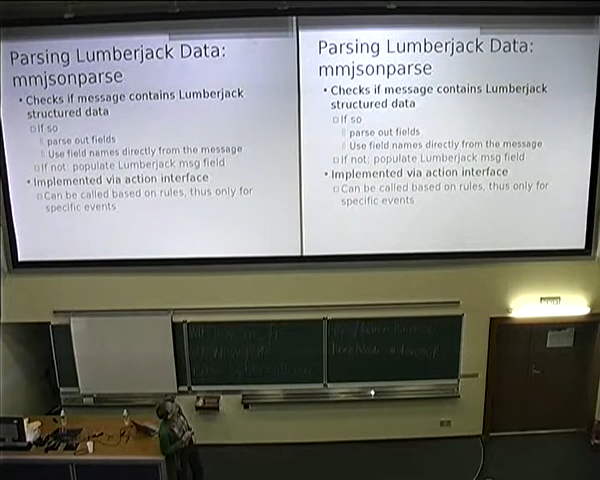 Parsing Lumberjack Data:
mmjsonparse
• Checks if message contains Lumberjack
structured data
If so
parse out fields
Use field names directly from the message
If not: populate Lumberjack msg field
• Implemented via action interface
Can be called based on rules, thus only for
specific events
Parsing Lumberjack Data:
mmjsonparse
• Checks if message contains Lumberjack
structured data
If so
parse out fields
Use field names directly from the message
If not: populate Lumberjack msg field
• Implemented via action interface
Can be called based on rules, thus only for
specific events